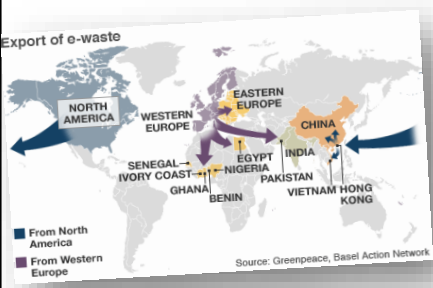 Export of e-waste
NORTH
AMERICA
WESTERN
EUROPE
EASTERN
EUROPE
CHINA
SENEGAL
IVORY COAST
GHANA
BENIN
NIGERIA
EGYPT
INDIA
PAKISTAN
VIETNAM
HONG
KONG
From North
America
From Western
Europe
Source: Greenpeace, Basel Action Network